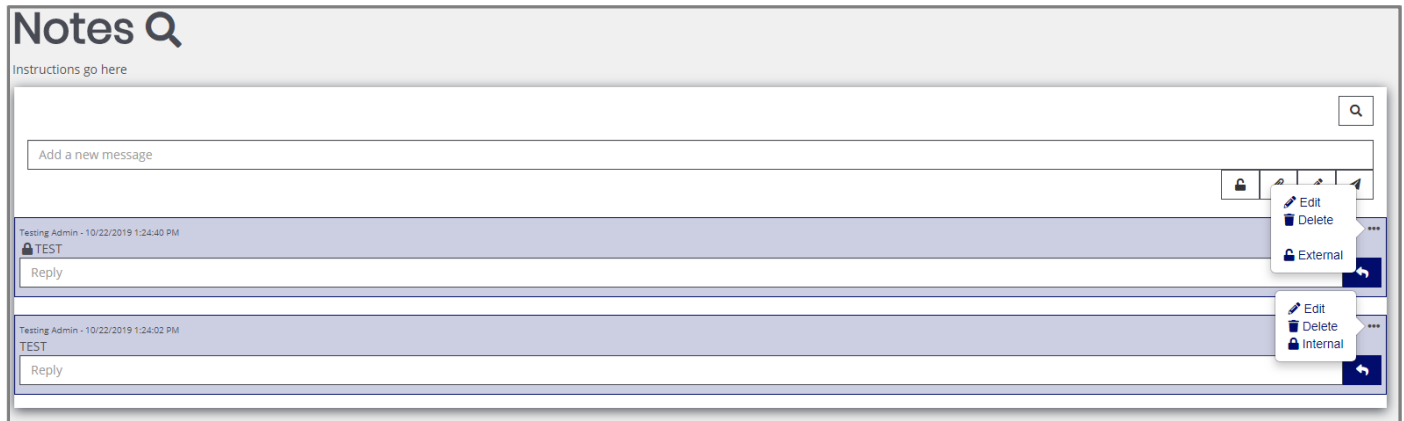 Notes
Instructions go here
Add a new message
Edit
Delete
External
Testing Admin - 10/22/2019 1:24:40 PM
TEST
Reply
Edit
Delete
Internal
Testing Admin - 10/22/2019 1:24:02 PM
TEST
Reply